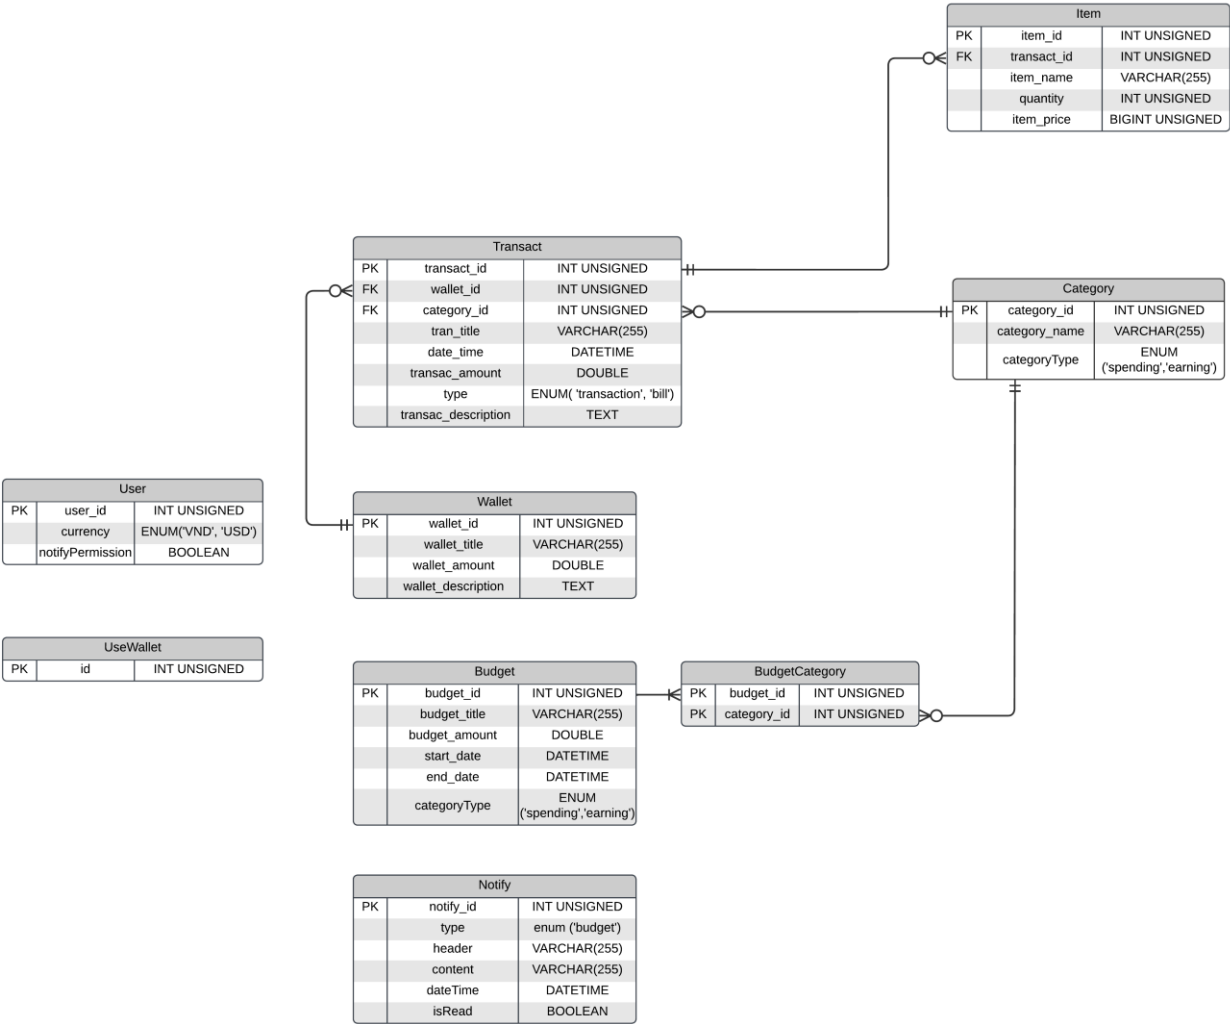 Item
PK item_id INT UNSIGNED
FK transact_id INT UNSIGNED
item_name VARCHAR(255)
quantity INT UNSIGNED
item_price BIGINT UNSIGNED
Transact
PK transact_id INT UNSIGNED
FK wallet_id INT UNSIGNED
FK category_id INT UNSIGNED
tran_title VARCHAR(255)
date_time DATETIME
transac_amount DOUBLE
type ENUM( 'transaction', 'bill')
transac_description TEXT
Category
PK category_id INT UNSIGNED
category_name VARCHAR(255)
categoryType ENUM
('spending','earning')
User
PK user_id INT UNSIGNED
currency ENUM('VND', 'USD')
notifyPermission BOOLEAN
Wallet
PK wallet_id INT UNSIGNED
wallet_title VARCHAR(255)
wallet_amount DOUBLE
wallet_description TEXT
UseWallet
PK id INT UNSIGNED
Budget
PK budget_id INT UNSIGNED
budget_title VARCHAR(255)
budget_amount DOUBLE
start_date DATETIME
end_date DATETIME
categoryType ENUM
('spending','earning')
BudgetCategory
PK budget_id INT UNSIGNED
PK category_id INT UNSIGNED
Notify
PK notify_id INT UNSIGNED
type enum ('budget')
header VARCHAR(255)
content VARCHAR(255)
dateTime DATETIME
isRead BOOLEAN